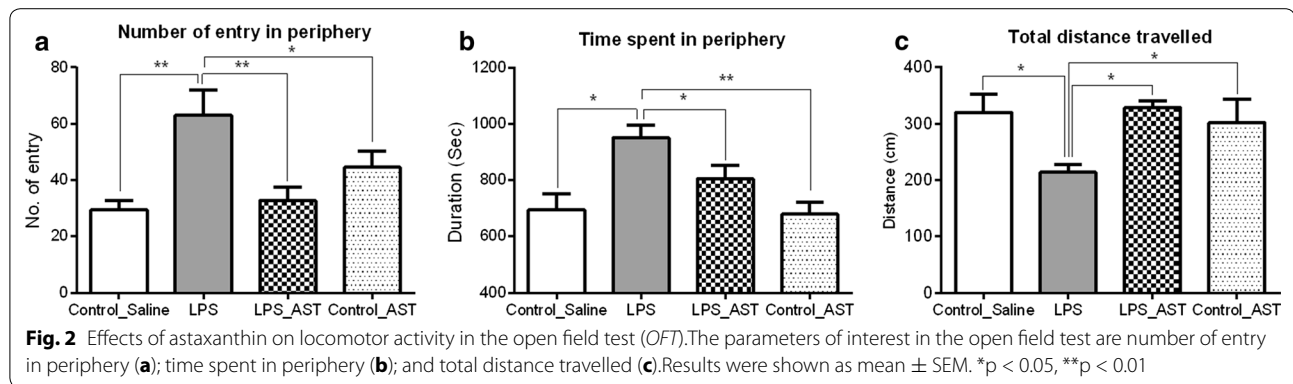 a
Number of entry in periphery
**
**
*
No. of entry
80
60
40
20
0
Control_Saline LPS LPS_AST Control_AST
b
Time spent in periphery
*
*
**
Duration (Sec)
1200
1000
800
600
400
Control_Saline LPS LPS_AST Control_AST
c
Total distance travelled
*
*
*
Distance (cm)
400
300
200
100
0
Control_Saline LPS LPS_AST Control_AST
Fig. 2 Effects of astaxanthin on locomotor activity in the open field test (OFT).The parameters of interest in the open field test are number of entry
in periphery (a); time spent in periphery (b); and total distance travelled (c).Results were shown as mean ± SEM. *p < 0.05, **p < 0.01